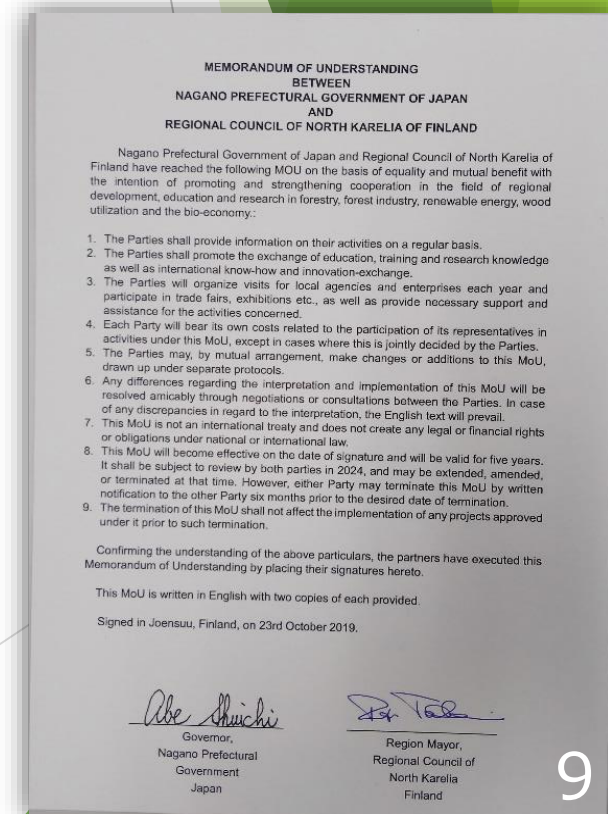 MEMORANDUM OF UNDERSTANDING
BETWEEN
NAGANO PREFECTURAL GOVERNMENT OF JAPAN
AND
REGIONAL COUNCIL OF NORTH KARELIA OF FINLAND
Nagano Prefectural Government of Japan and Regional Council of North Karelia of
Finland have reached the following MOU on the basis of equality and mutual benefit with
the intention of promoting and strengthening cooperation in the field of regional
development, education and research in forestry, forest industry, renewable energy, wood
utilization and the bio-economy.:
1. The Parties shall provide information on their activities on a regular basis.
2. The Parties shall promote the exchange of education, training and research knowledge
as well as international know-how and innovation-exchange.
3. The Parties will organize visits for local agencies and enterprises each year and
participate in trade fairs, exhibitions etc., as well as provide necessary support and
assistance for the activities concerned.
4. Each Party will bear its own costs related to the participation of its representatives in
activities under this MoU, except in cases where this is jointly decided by the Parties.
5. The Parties may, by mutual arrangement, make changes or additions to this MoU,
drawn up under separate protocols.
6. Any differences regarding the interpretation and implementation of this MoU will be
resolved amicably through negotiations or consultations between the Parties. In case
of any discrepancies in regard to the interpretation, the English text will prevail.
7. This MoU is not an international treaty and does not create any legal or financial rights
or obligations under national or international law.
8. This MoU will become effective on the date of signature and will be valid for five years.
It shall be subject to review by both parties in 2024, and may be extended, amended,
or terminated at that time. However, either Party may terminate this MoU by written
notification to the other Party six months prior to the desired date of termination.
9. The termination of this MoU shall not affect the implementation of any projects approved
under it prior to such termination.
Confirming the understanding of the above particulars, the partners have executed this
Memorandum of Understanding by placing their signatures hereto.
This MoU is written in English with two copies of each provided.
Signed in Joensuu, Finland, on 23rd October 2019.
Abe Shuichi
Governor,
Nagano Prefectural
Government
Japan
Region Mayor,
Regional Council of
North Karelia
Finland
9